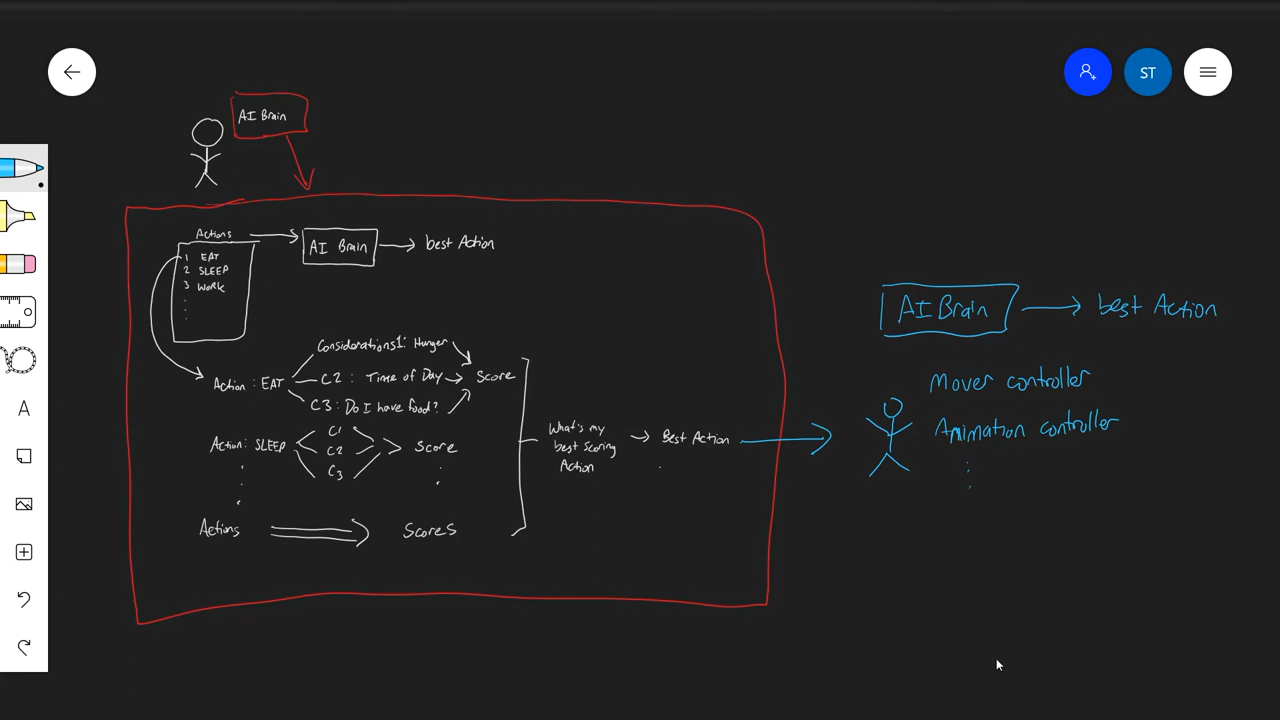 ST
AI Brain
Actions
1 EAT
2 SLEEP
3 WORK
AI Brain
best Action
Action: EAT
Considerations1: Hunger
C2: Time of Day
C3: Do I have food?
Score
Action: SLEEP
C1
C2
C3
Score
Actions
Scores
What's my
best scoring
Action
Best Action
AI Brain
best Action
Mover controller
Animation controller
A